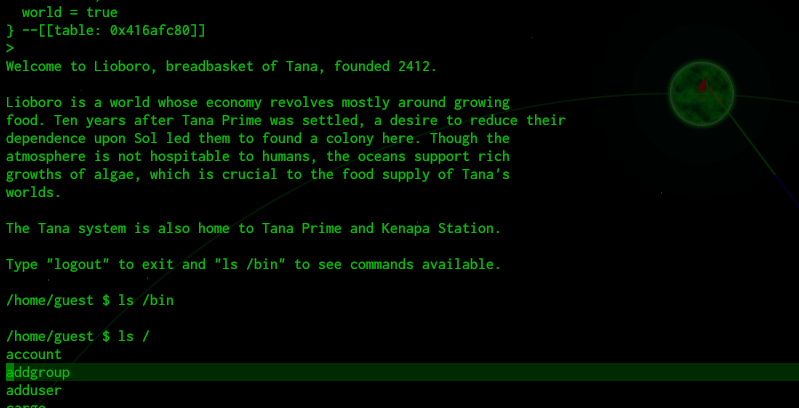 world = true
} --[[table: 0x416afc80]]
>
Welcome to Lioboro, breadbasket of Tana, founded 2412.
Lioboro is a world whose economy revolves mostly around growing
food. Ten years after Tana Prime was settled, a desire to reduce their
dependence upon Sol led them to found a colony here. Though the
atmosphere is not hospitable to humans, the oceans support rich
growths of algae, which is crucial to the food supply of Tana's
worlds.
The Tana system is also home to Tana Prime and Kenapa Station.
Type "logout" to exit and "ls /bin" to see commands available.
/home/guest $ ls /bin
/home/guest $ ls /
account
addgroup
adduser
cargo